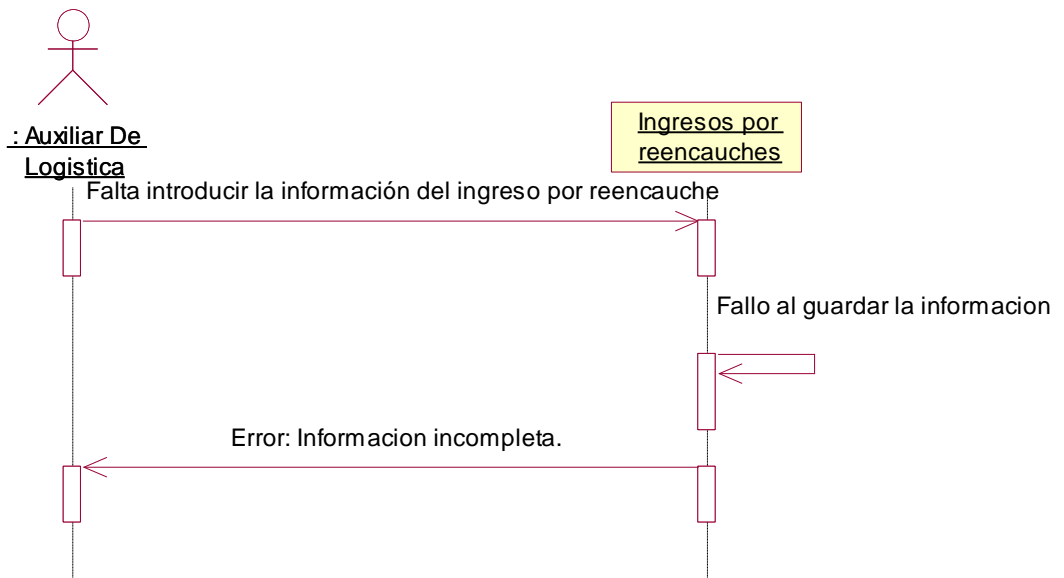 : Auxiliar De
Logistica
Ingresos por
reencauches
Falta introducir la información del ingreso por reencauche
Fallo al guardar la informacion
Error: Informacion incompleta.